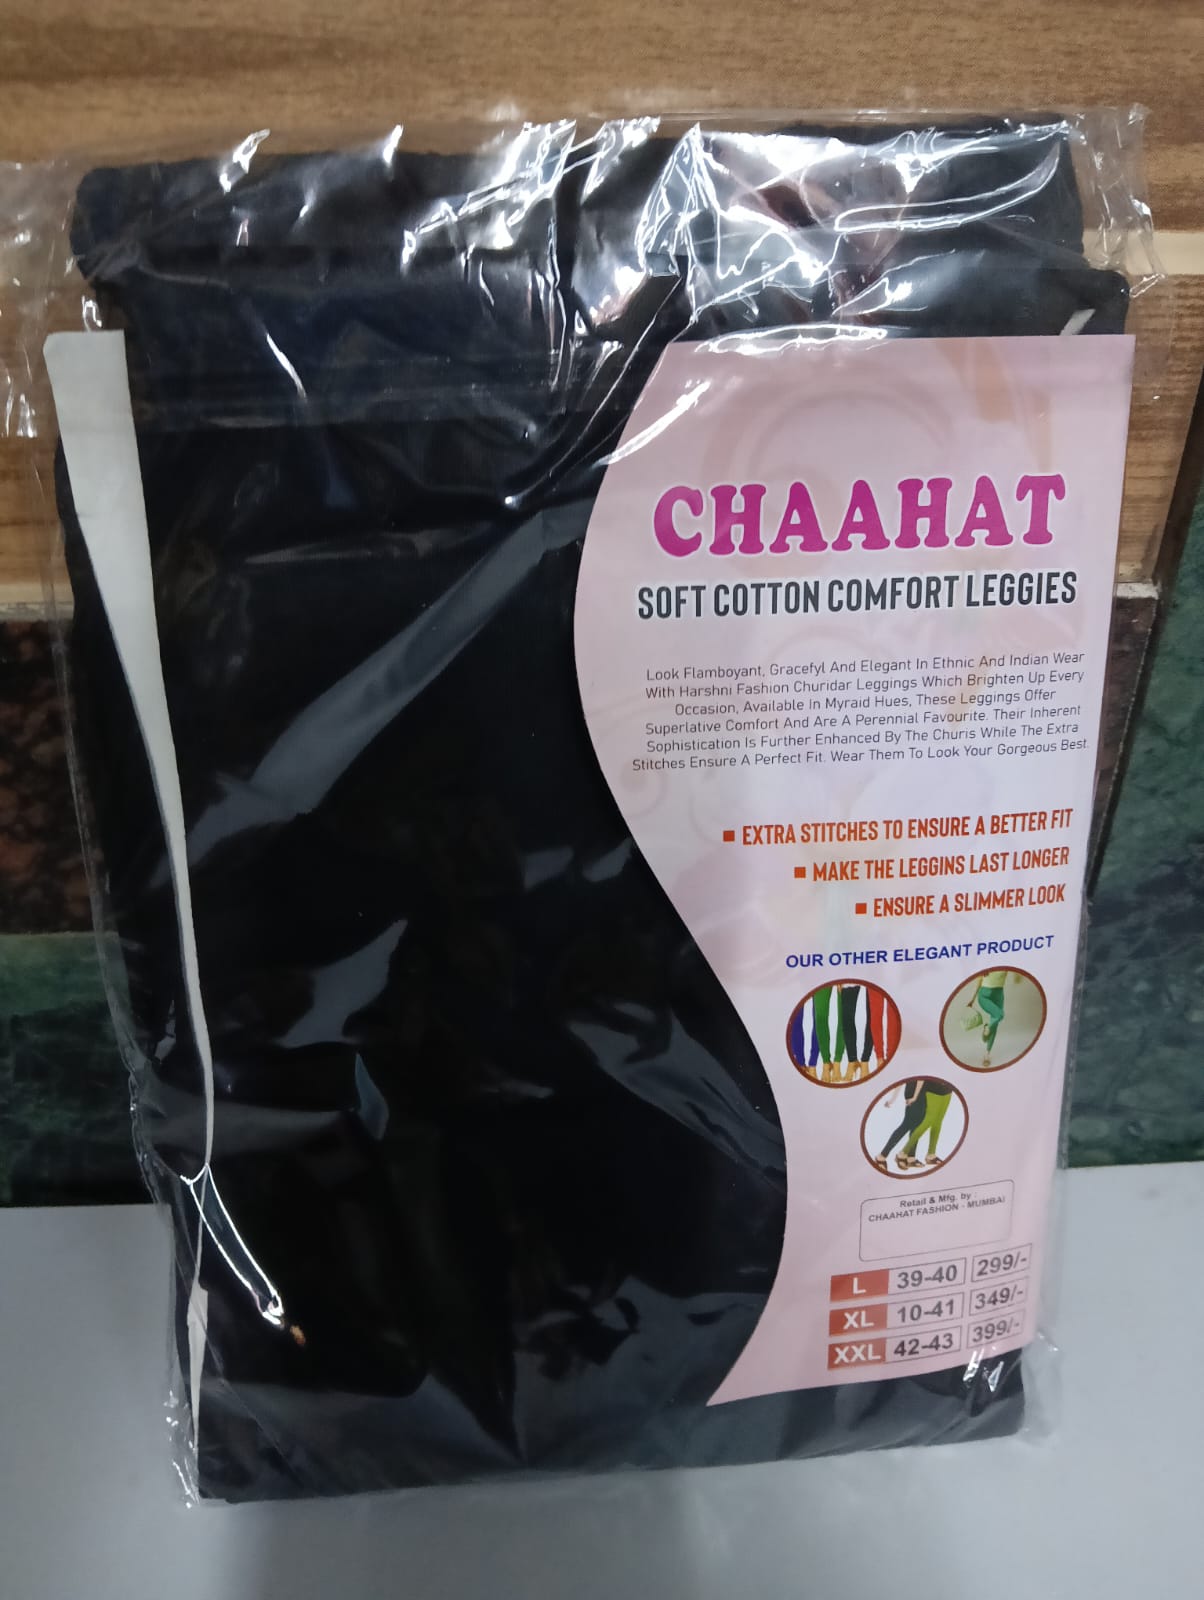 CHAAHAT
SOFT COTTON COMFORT LEGGIES
Look Flamboyant, Gracefyl And Elegant In Ethnic And Indian Wear
With Harshni Fashion Churidar Leggings Which Brighten Up Every
Occasion, Available In Myraid Hues, These Leggings Offer
Superlative Comfort And Are A Perennial Favourite. Their Inherent
Sophistication Is Further Enhanced By The Churis While The Extra
Stitches Ensure A Perfect Fit. Wear Them To Look Your Gorgeous Best.
EXTRA STITCHES TO ENSURE A BETTER FIT
MAKE THE LEGGINS LAST LONGER
ENSURE A SLIMMER LOOK
OUR OTHER ELEGANT PRODUCT
Retail & Mfg. by :
CHAAHAT FASHION - MUMBAI
L 39-40 299/-
XL 10-41 349/-
XXL 42-43 399/-